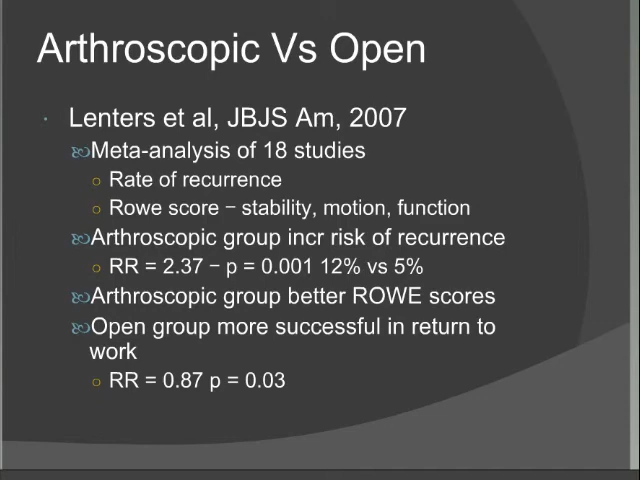 Arthroscopic Vs Open
Lenters et al, JBJS Am, 2007
Meta-analysis of 18 studies
Rate of recurrence
Rowe score – stability, motion, function
Arthroscopic group incr risk of recurrence
RR = 2.37 – p = 0.001 12% vs 5%
Arthroscopic group better ROWE scores
Open group more successful in return to
work
RR = 0.87 p = 0.03